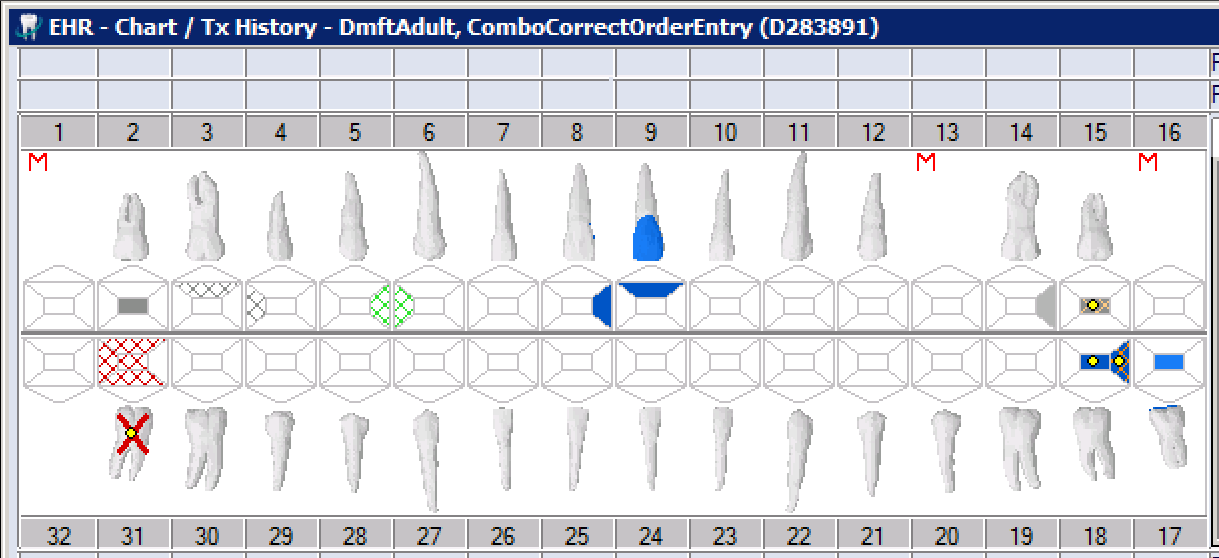 EHR - Chart / Tx History - DmftAdult, ComboCorrectOrderEntry (D283891)
1 2 3 4 5 6 7 8 9 10 11 12 13 14 15 16
M M M
32 31 30 29 28 27 26 25 24 23 22 21 20 19 18 17